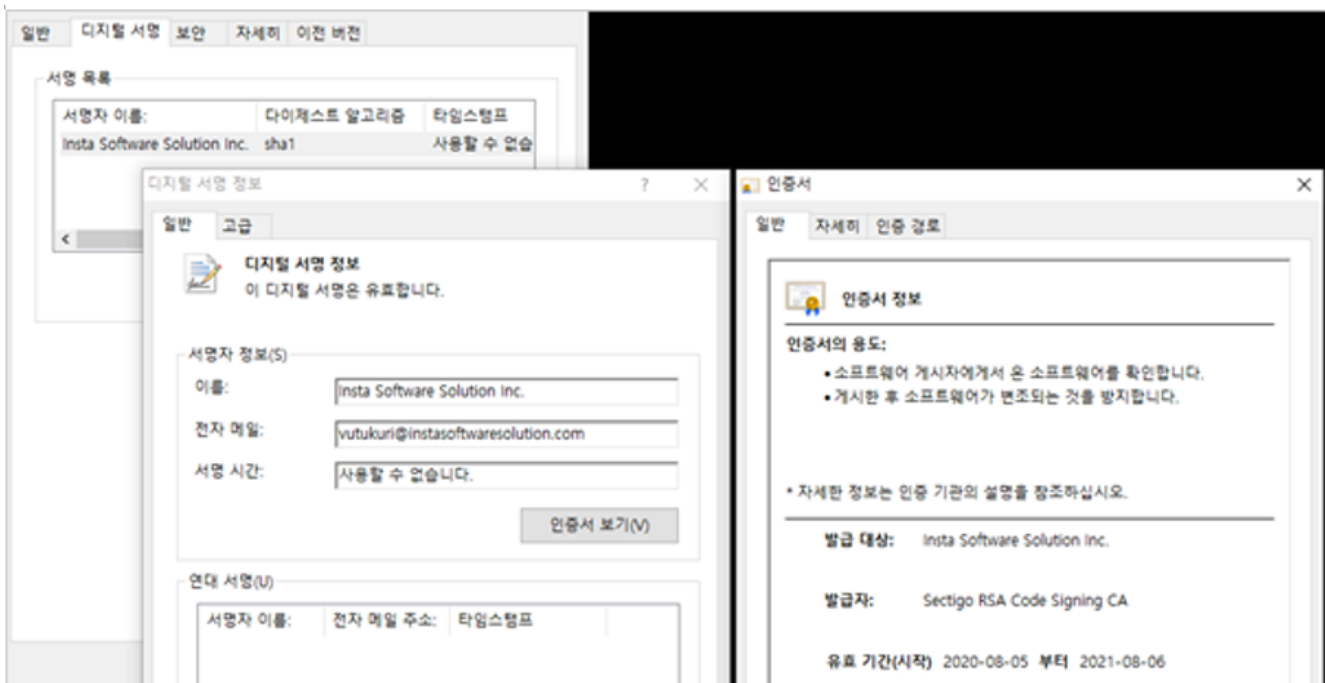 일반 디지털 서명 보안 자세히 이전 버전
서명 목록
서명자 이름: 다이제스트 알고리즘 타임스탬프
Insta Software Solution Inc. sha1 사용할 수 없습
디지털 서명 정보
일반 고급
디지털 서명 정보
이 디지털 서명은 유효합니다.
서명자 정보(S)
이름: Insta Software Solution Inc.
전자 메일: vutukuri@instasoftwaresolution.com
서명 시간: 사용할 수 없습니다.
인증서 보기(V)
연대 서명(U)
서명자 이름: 전자 메일 주소: 타임스탬프
인증서
일반 자세히 인증 경로
인증서 정보
인증서의 용도:
• 소프트웨어 게시자에게서 온 소프트웨어를 확인합니다.
• 게시한 후 소프트웨어가 변조되는 것을 방지합니다.
* 자세한 정보는 인증 기관의 설명을 참조하십시오.
발급 대상: Insta Software Solution Inc.
발급자: Sectigo RSA Code Signing CA
유효 기간(시작) 2020-08-05 부터 2021-08-06